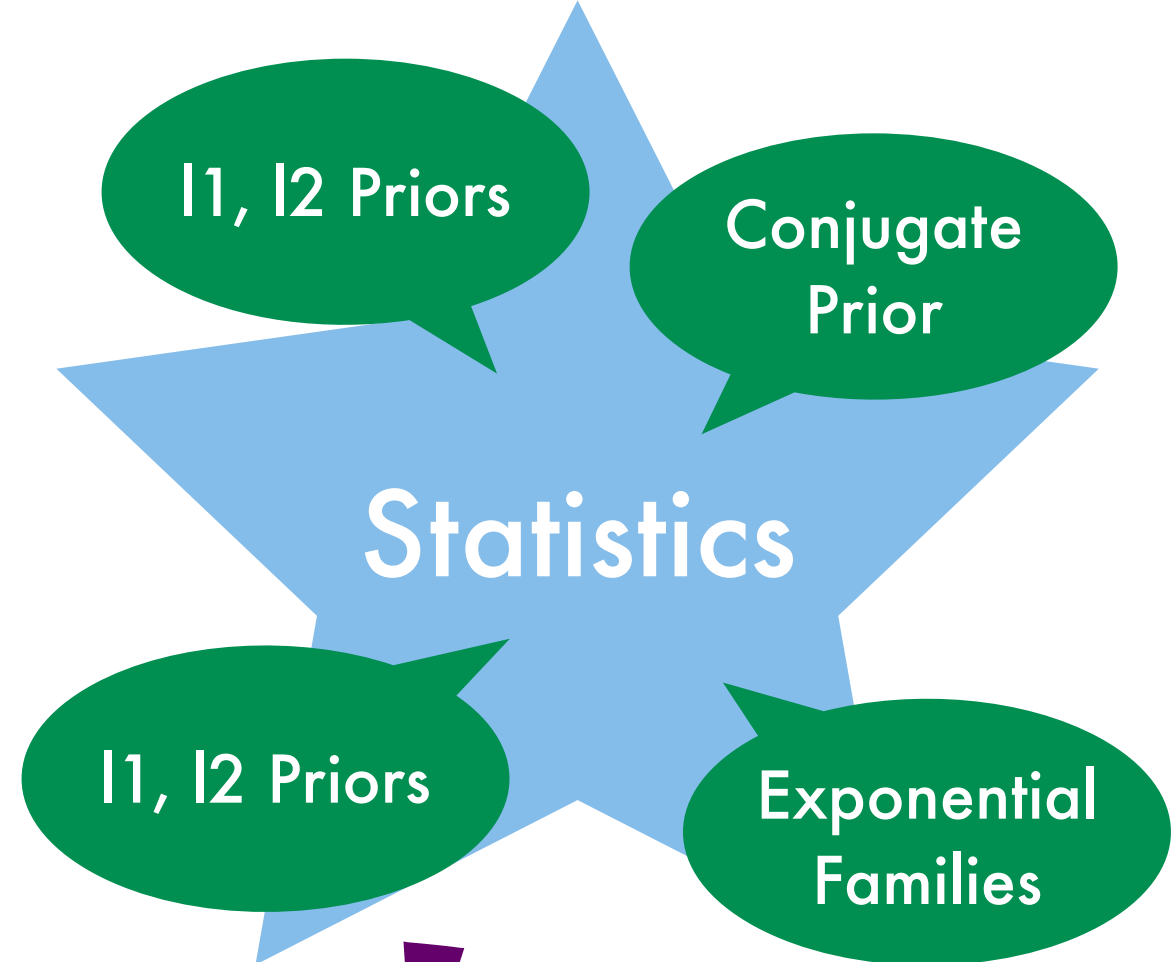 l1, l2 Priors
Conjugate
Prior
Statistics
l1, l2 Priors
Exponential
Families